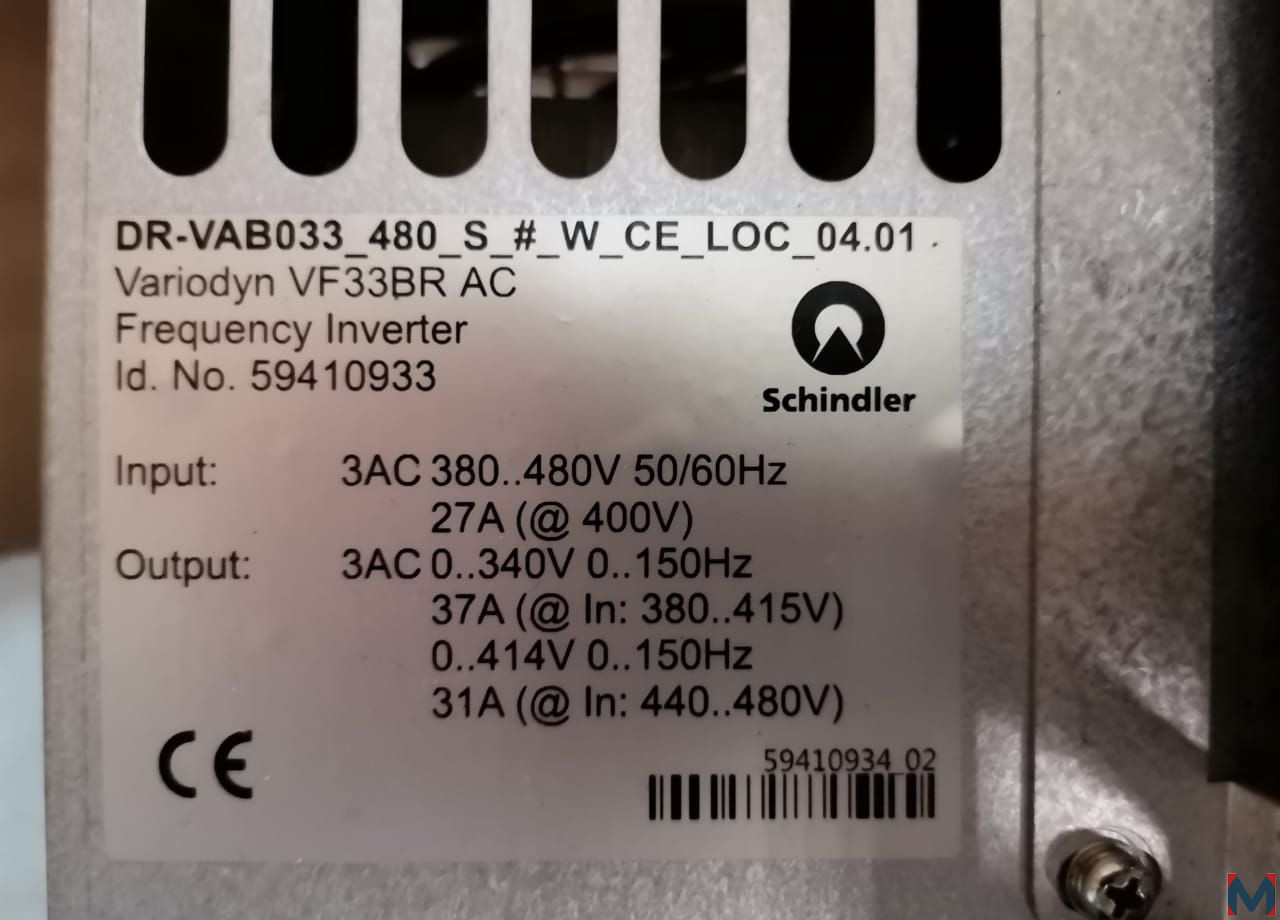 DR-VAB033_480_S_#_W_CE_LOC_04.01
Variodyn VF33BR AC
Frequency Inverter
Id. No. 59410933
Schindler
Input: 3AC 380..480V 50/60Hz
27A (@ 400V)
Output: 3AC 0..340V 0..150Hz
37A (@ In: 380..415V)
0..414V 0..150Hz
31A (@ In: 440..480V)
CE
59410934_02
M